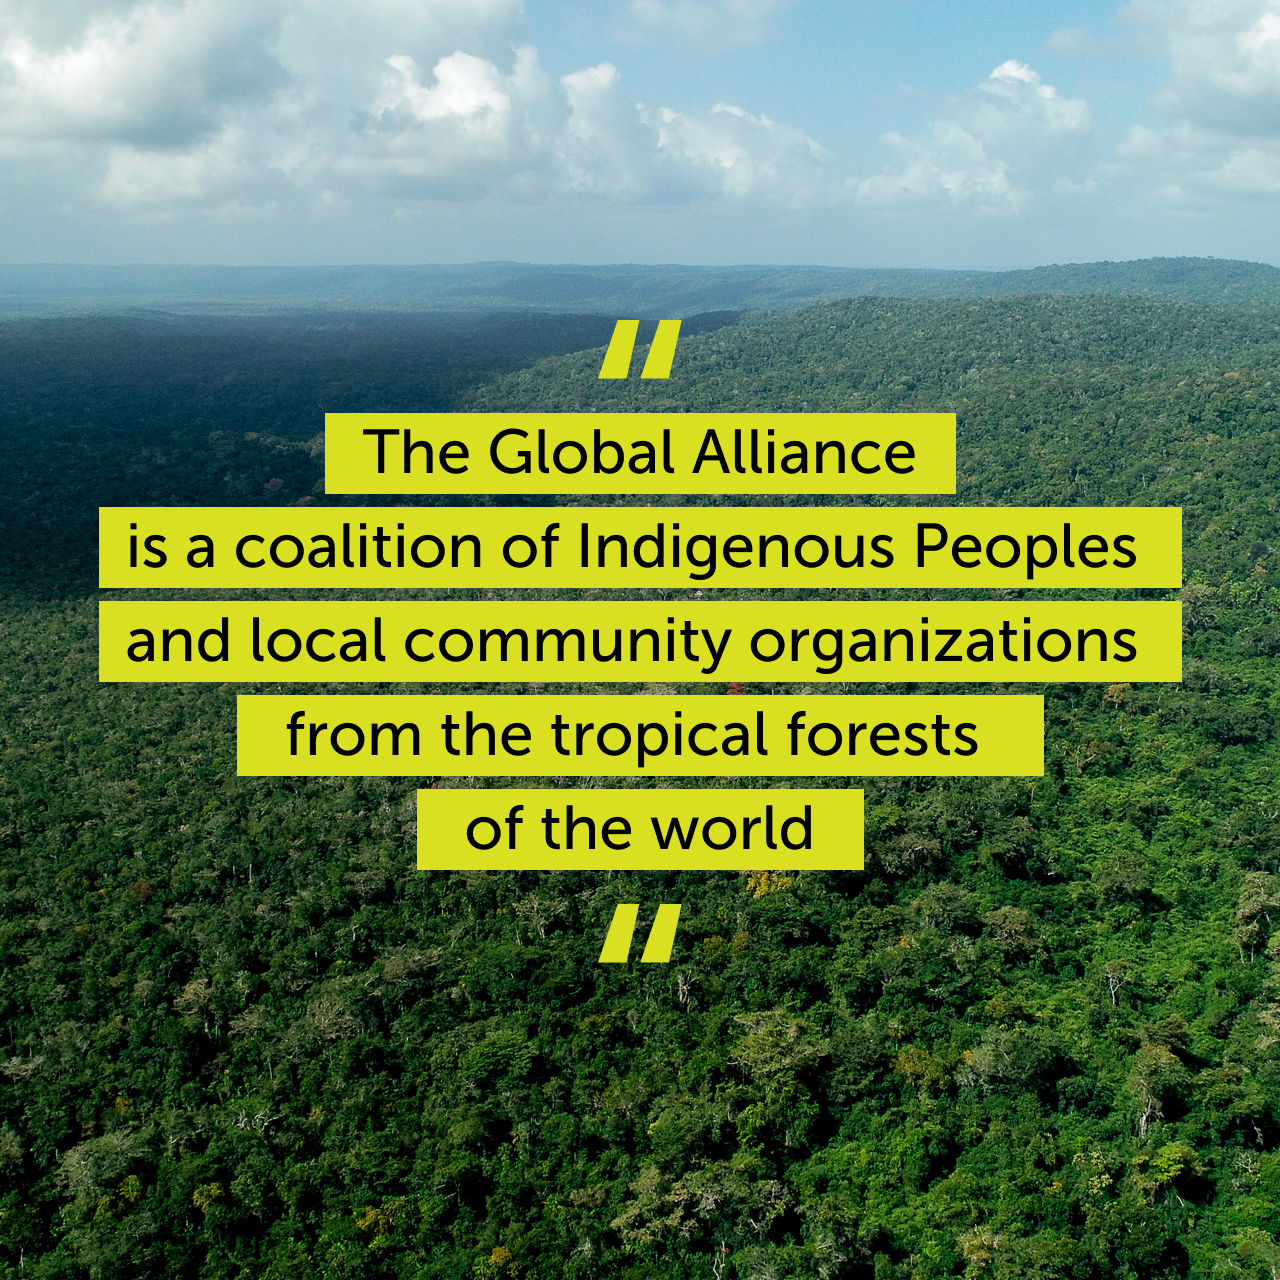 "
The Global Alliance
is a coalition of Indigenous Peoples
and local community organizations
from the tropical forests
of the world
"